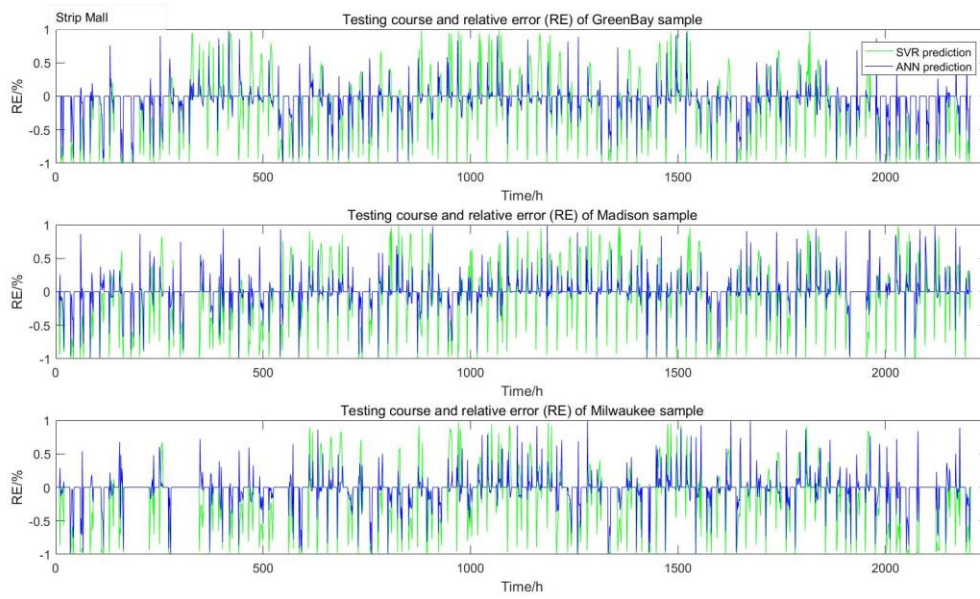 Strip Mall
Testing course and relative error (RE) of GreenBay sample
SVR prediction
ANN prediction
RE/%
1
0.5
0
-0.5
-1
0 500 1000 1500 2000
Time/h
Testing course and relative error (RE) of Madison sample
RE/%
1
0.5
0
-0.5
-1
0 500 1000 1500 2000
Time/h
Testing course and relative error (RE) of Milwaukee sample
RE/%
1
0.5
0
-0.5
-1
0 500 1000 1500 2000
Time/h